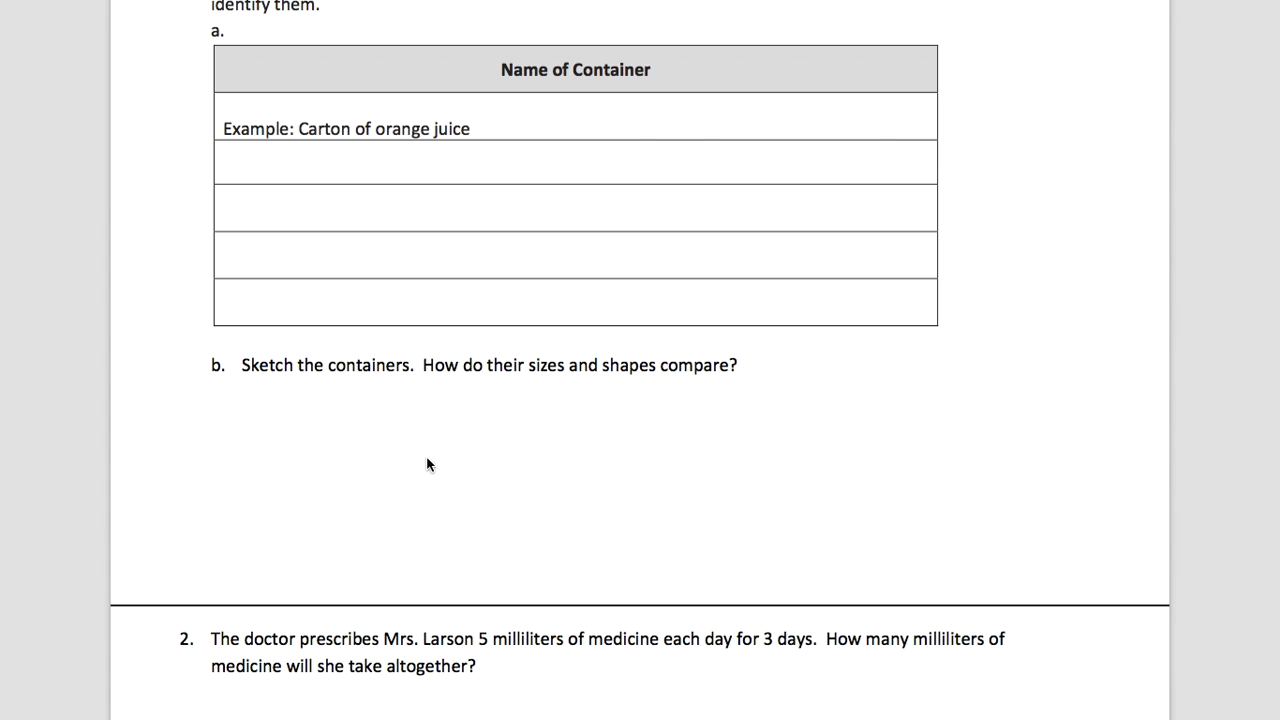 identify them.
a.
Name of Container
Example: Carton of orange juice
b. Sketch the containers. How do their sizes and shapes compare?
2. The doctor prescribes Mrs. Larson 5 milliliters of medicine each day for 3 days. How many milliliters of
medicine will she take altogether?